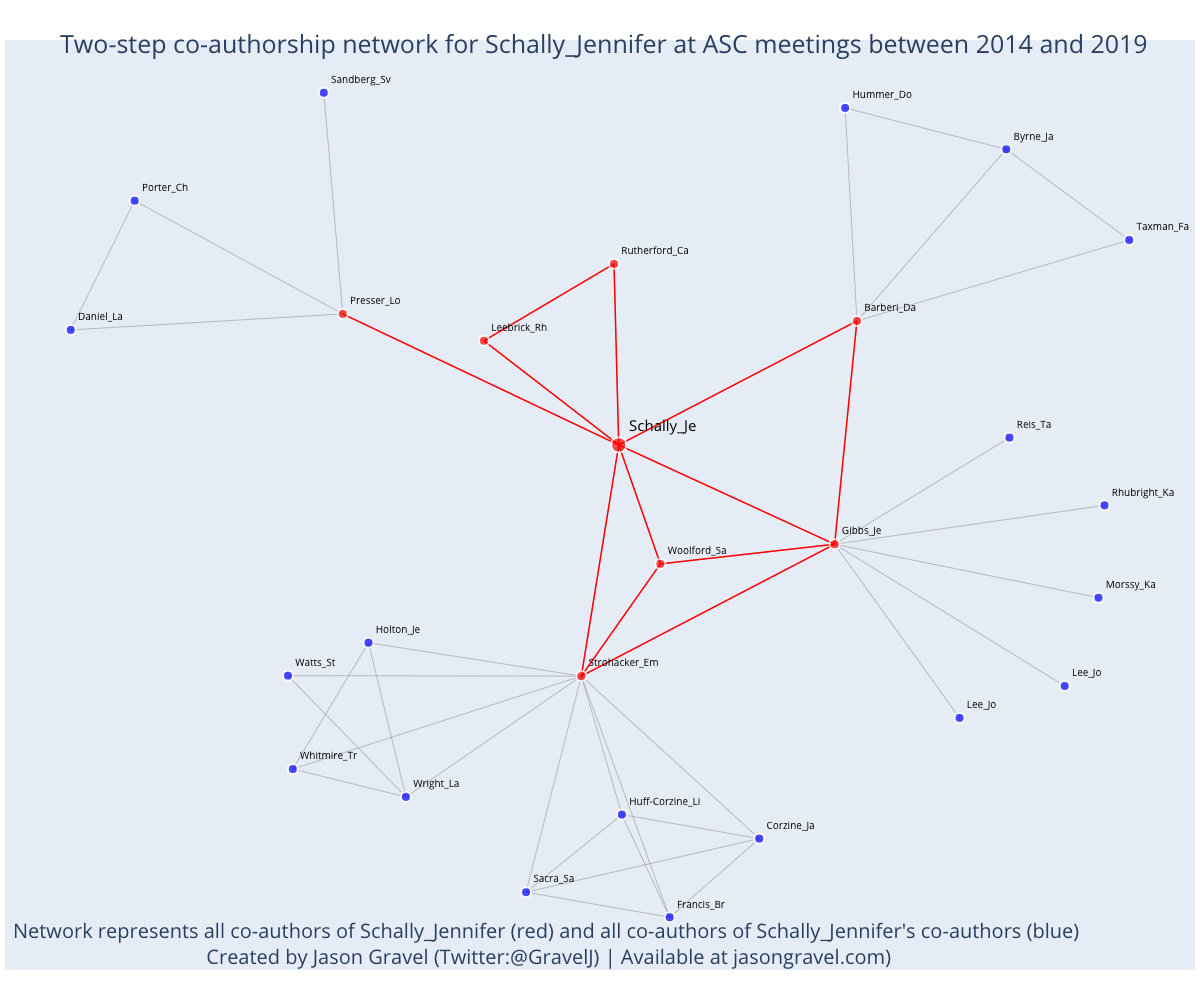 Two-step co-authorship network for Schally_Jennifer at ASC meetings between 2014 and 2019
Sandberg_Sv
Hummer_Do
Byrne_Ja
Porter_Ch
Taxman_Fa
Rutherford_Ca
Presser_Lo
Barberi_Da
Daniel_La
Leebrick_Rh
Schally_Je
Reis_Ta
Rhubright_Ka
Gibbs_Je
Woolford_Sa
Morssy_Ka
Holton_Je
Watts_St
Strohacker_Em
Lee_Jo
Lee_Jo
Whitmire_Tr
Wright_La
Huff-Corzine_Li
Corzine_Ja
Sacra_Sa
Francis_Br
Network represents all co-authors of Schally_Jennifer (red) and all co-authors of Schally_Jennifer's co-authors (blue)
Created by Jason Gravel (Twitter:@GravelJ) | Available at jasongravel.com)